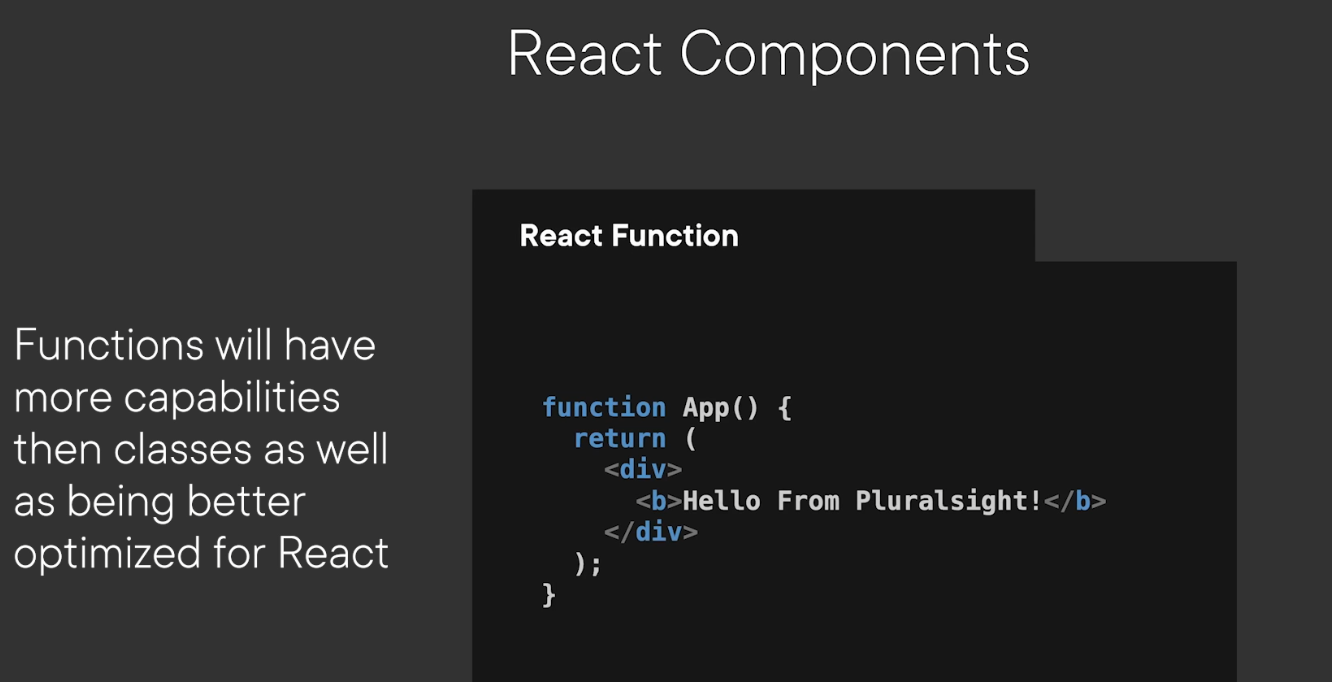 React Components
React Function
Functions will have
more capabilities
then classes as well
as being better
optimized for React
function App() {
  return (
    <div>
      <b>Hello From Pluralsight!</b>
    </div>
  );
}